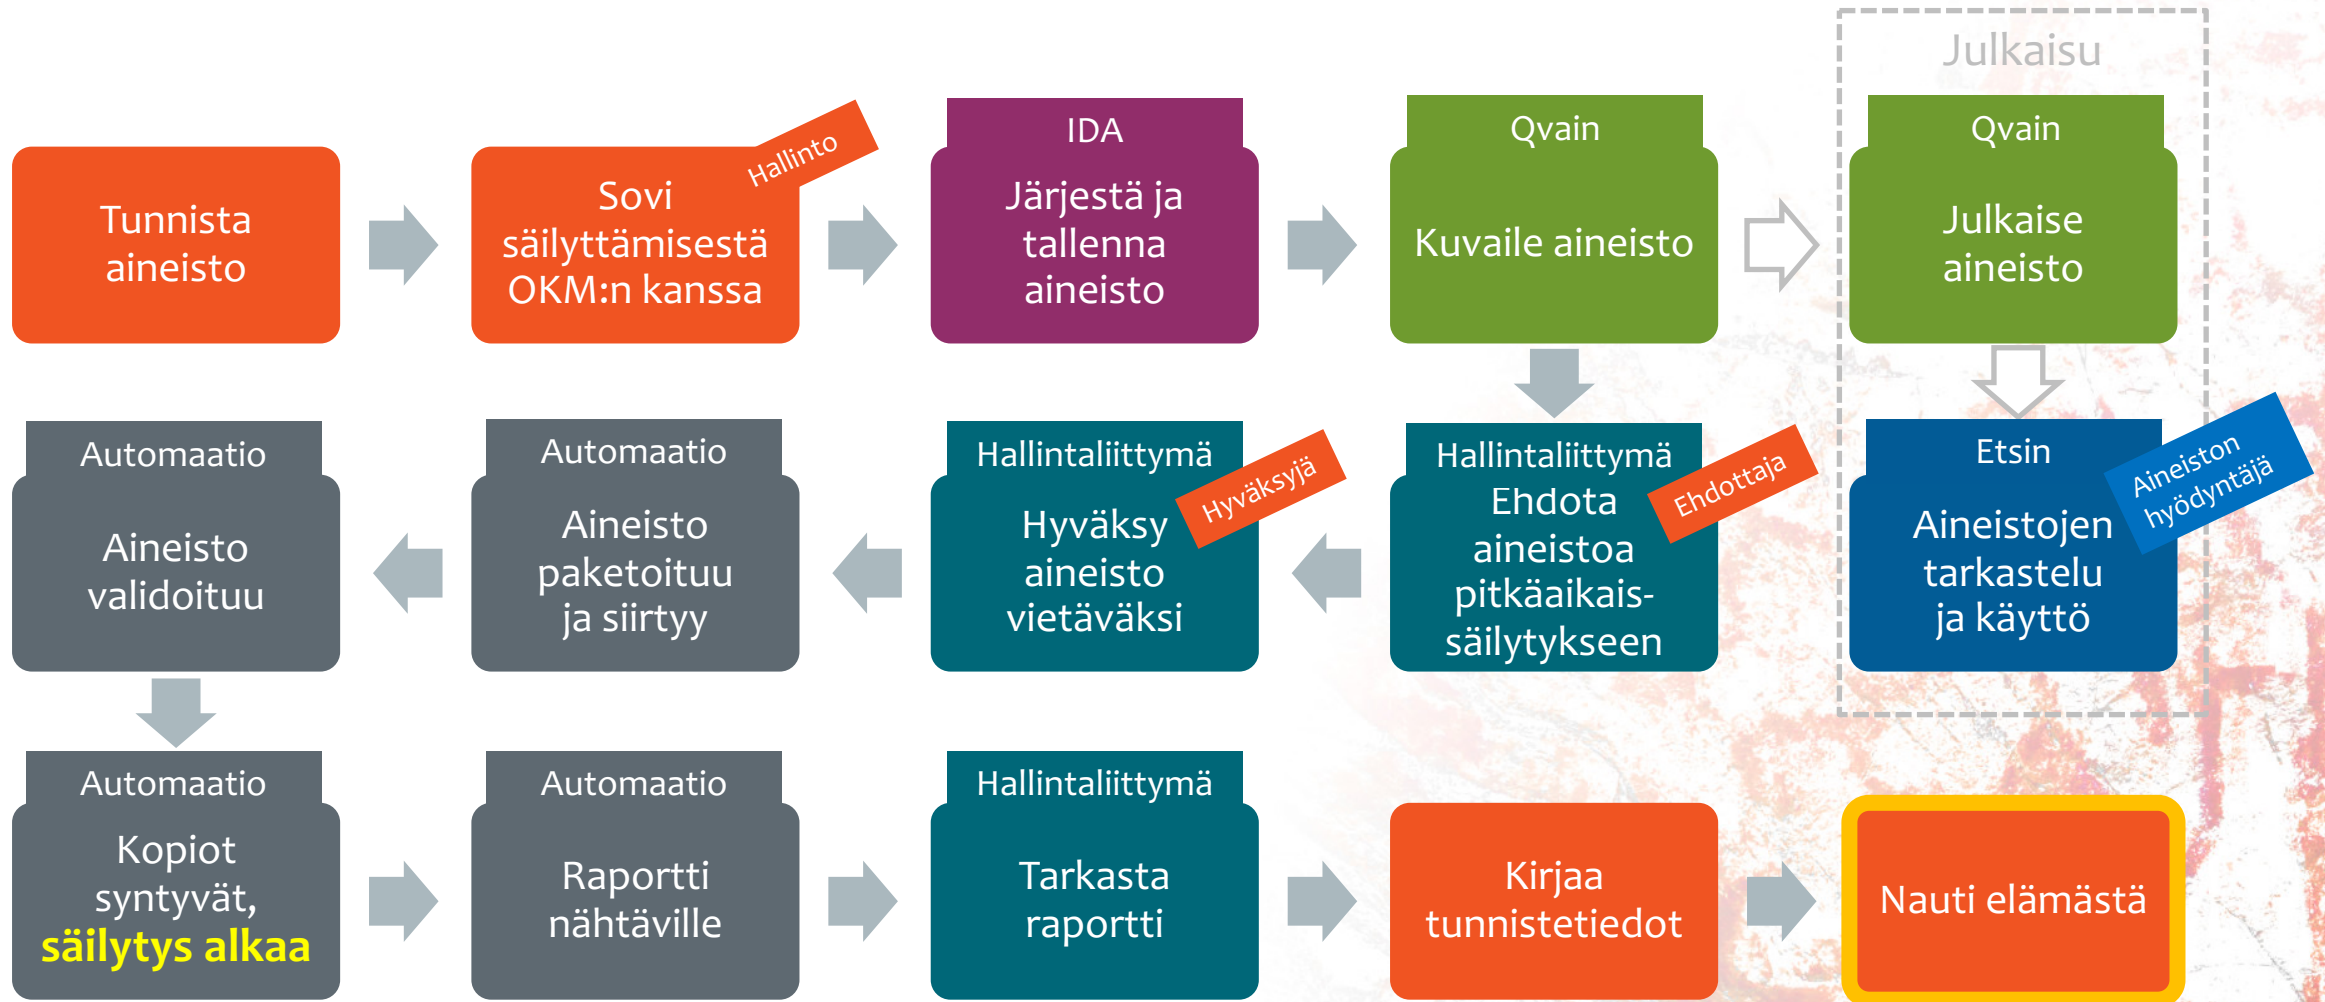 Tunnista
aineisto
Hallinto
Sovi
säilyttämisestä
OKM:n kanssa
IDA
Järjestä ja
tallenna
aineisto
Qvain
Kuvaile aineisto
Julkaisu
Qvain
Julkaise
aineisto
Automaatio
Aineisto
validoituu
Automaatio
Aineisto
paketoituu
ja siirtyy
Hallintaliittymä
Hyväksyjä
Hyväksy
aineisto
vietäväksi
Hallintaliittymä
Ehdottaja
Ehdota
aineistoa
pitkäaikais-
säilytykseen
Etsin
Aineiston
hyödyntäjä
Aineistojen
tarkastelu
ja käyttö
Automaatio
Kopiot
syntyvät,
säilytys alkaa
Automaatio
Raportti
nähtäville
Hallintaliittymä
Tarkasta
raportti
Kirjaa
tunnistetiedot
Nauti elämästä